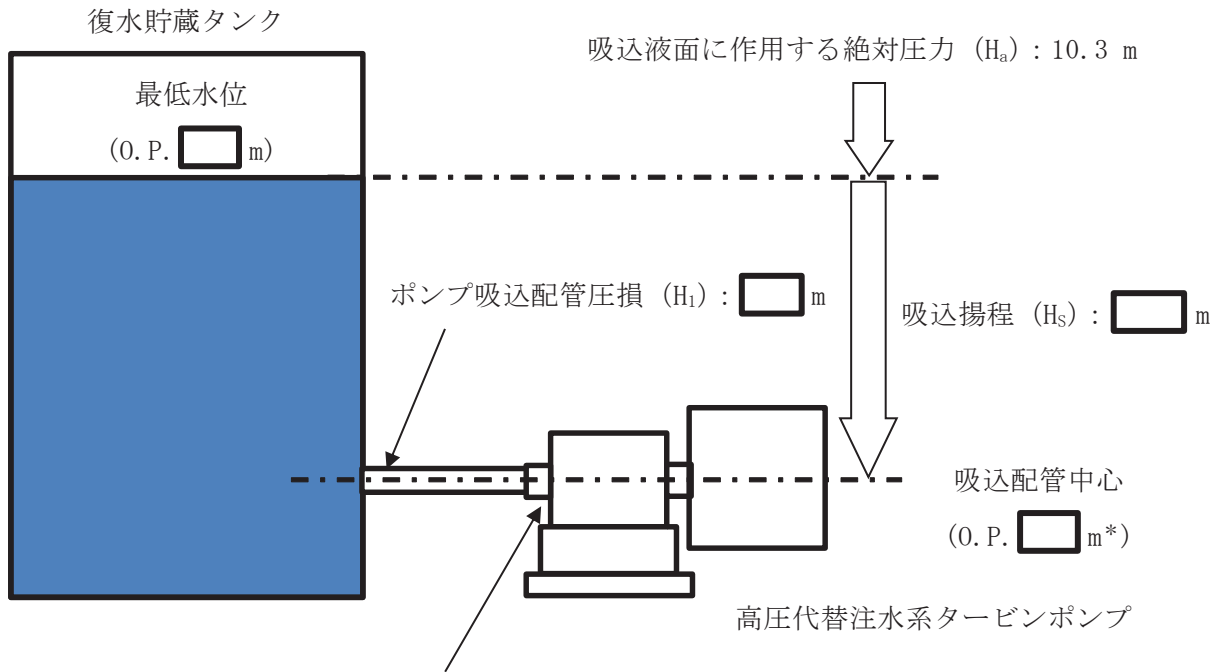 復水貯蔵タンク
吸込液面に作用する絶対圧力 (Ha) : 10.3 m
最低水位
(O.P. m)
ポンプ吸込配管圧損 (H1) : m
吸込揚程 (HS) : m
吸込配管中心
(O.P. m*)
高圧代替注水系タービンポンプ